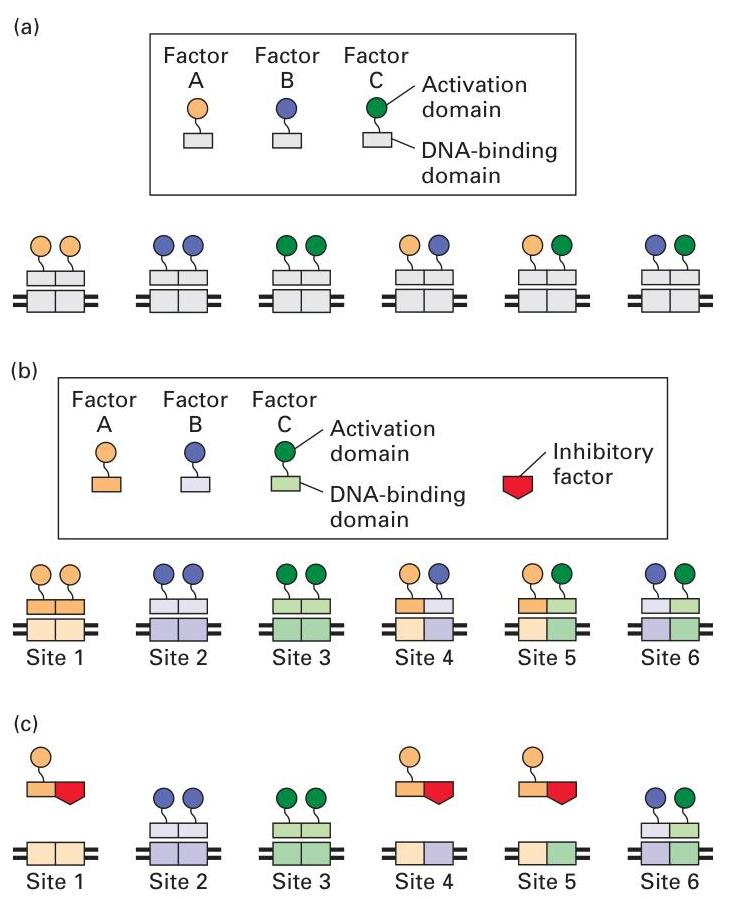 (a)
Factor A
Factor B
Factor C
Activation domain
DNA-binding domain
(b)
Factor A
Factor B
Factor C
Activation domain
DNA-binding domain
Inhibitory factor
Site 1 Site 2 Site 3 Site 4 Site 5 Site 6
(c)
Site 1 Site 2 Site 3 Site 4 Site 5 Site 6